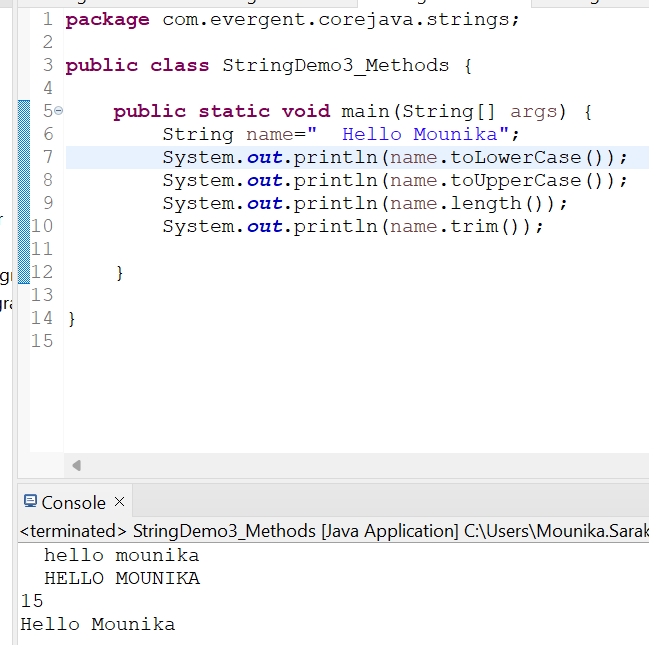 1 package com.evergent.corejava.strings;
2
3 public class StringDemo3_Methods {
4
5 public static void main(String[] args) {
6 String name="  Hello Mounika";
7 System.out.println(name.toLowerCase());
8 System.out.println(name.toUpperCase());
9 System.out.println(name.length());
10 System.out.println(name.trim());
11
12 }
13
14 }
15
Console
<terminated> StringDemo3_Methods [Java Application] C:\Users\Mounika.Sarak
  hello mounika
  HELLO MOUNIKA
15
Hello Mounika